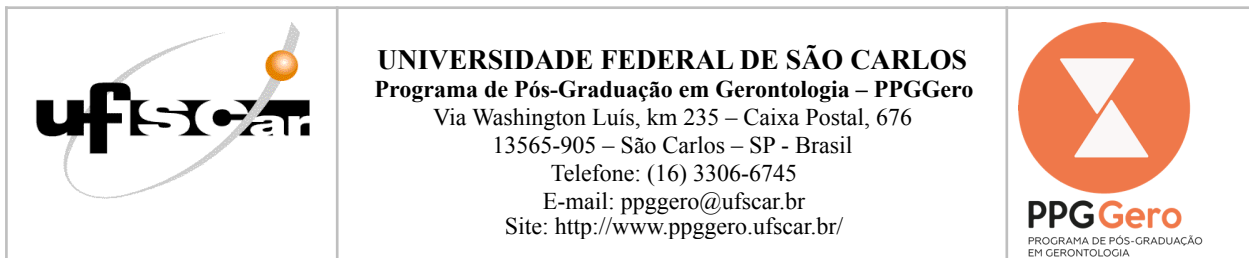 ufscar
UNIVERSIDADE FEDERAL DE SÃO CARLOS
Programa de Pós-Graduação em Gerontologia – PPGGero
Via Washington Luís, km 235 – Caixa Postal, 676
13565-905 – São Carlos – SP - Brasil
Telefone: (16) 3306-6745
E-mail: ppggero@ufscar.br
Site: http://www.ppggero.ufscar.br/
PPGGero
PROGRAMA DE PÓS-GRADUAÇÃO
EM GERONTOLOGIA